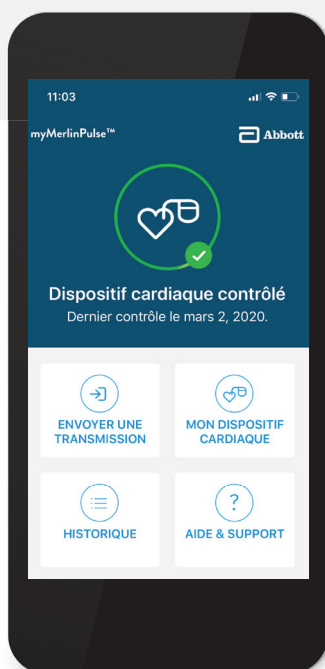 11:03
myMerlinPulse™
Abbott
Dispositif cardiaque contrôlé
Dernier contrôle le mars 2, 2020.
ENVOYER UNE
TRANSMISSION
MON DISPOSITIF
CARDIAQUE
HISTORIQUE
?
AIDE & SUPPORT